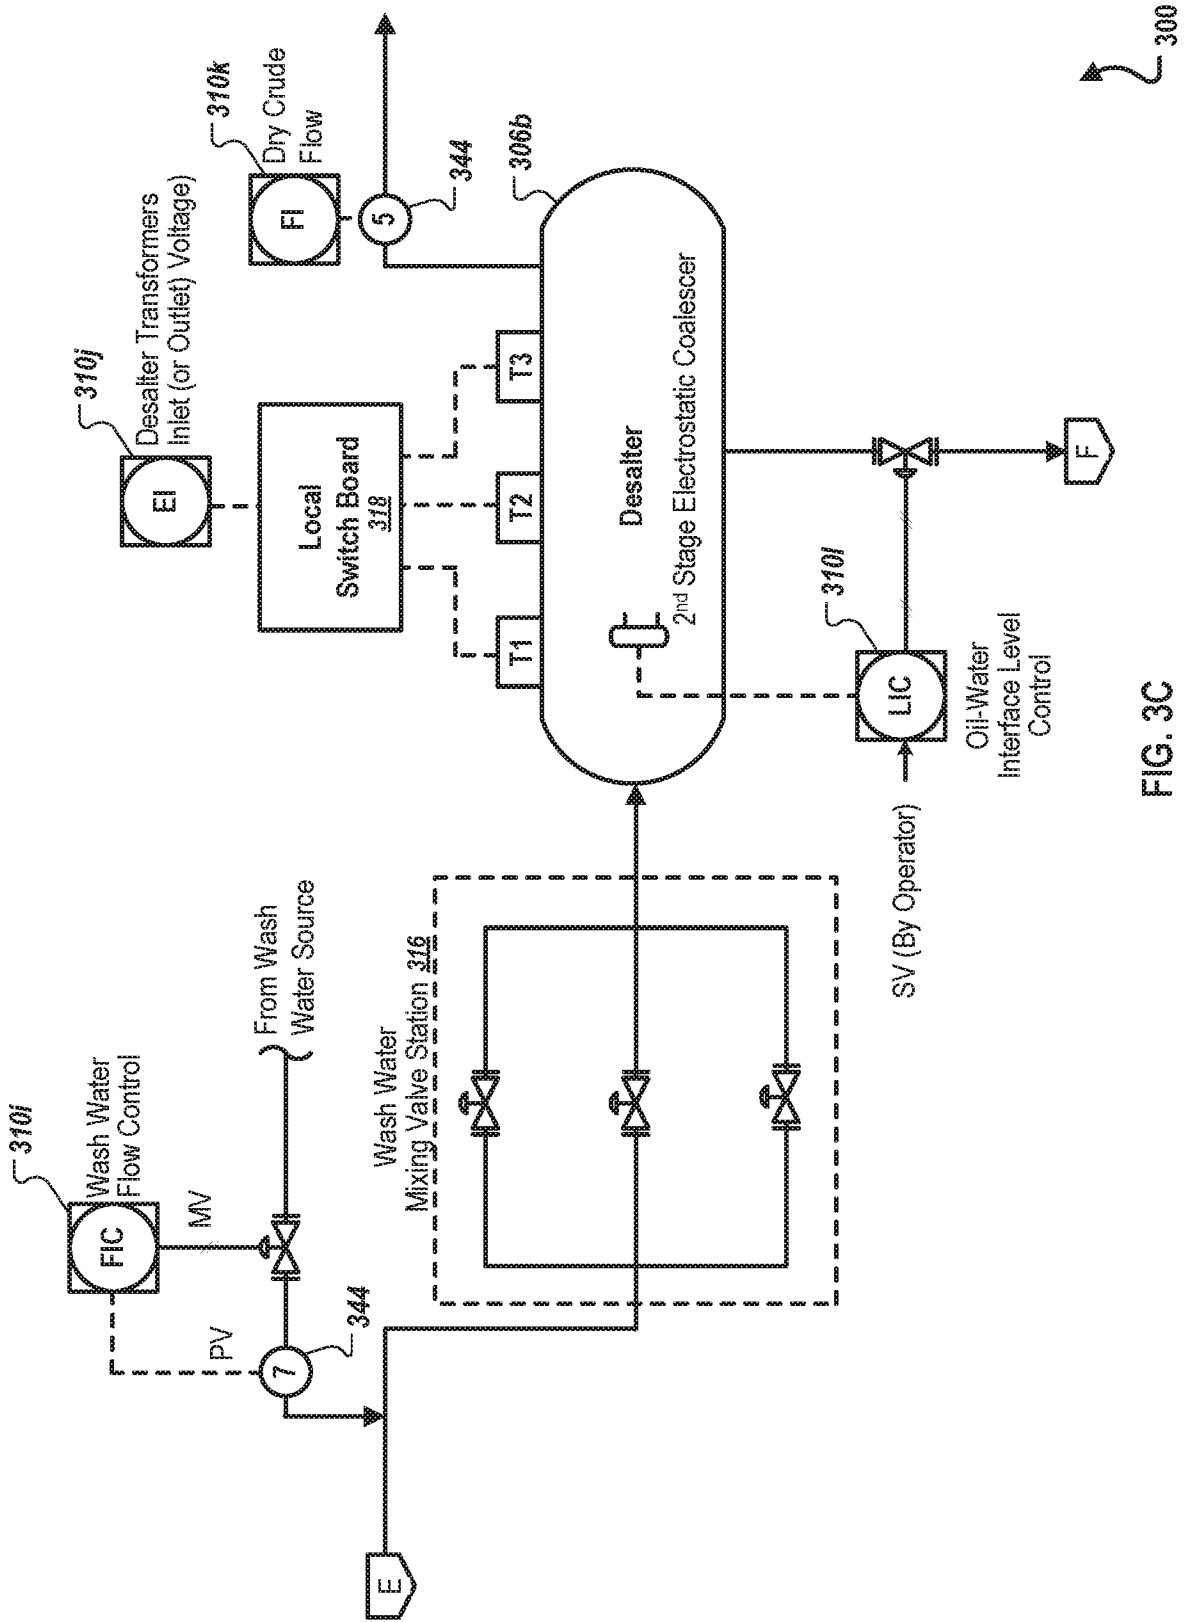 310i
Wash Water
Flow Control
FIC
MV
PV
7
344
From Wash
Water Source
E
Wash Water
Mixing Valve Station 316
310j
Desalter Transformers
Inlet (or Outlet) Voltage)
EI
Local
Switch Board
318
T1
T2
T3
310k
Dry Crude
Flow
FI
5
344
306b
Desalter
2nd Stage Electrostatic Coalescer
310l
LIC
Oil-Water
Interface Level
Control
SV (By Operator)
F
300
FIG. 3C